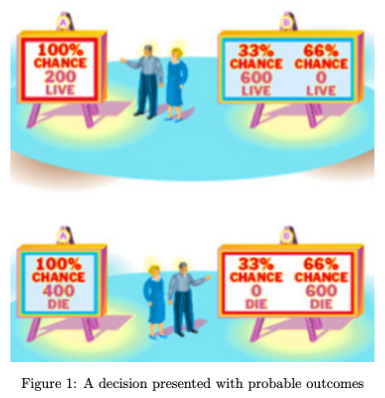 A
100%
CHANCE
200
LIVE
B
33% 66%
CHANCE CHANCE
600 0
LIVE LIVE
A
100%
CHANCE
400
DIE
B
33% 66%
CHANCE CHANCE
0 600
DIE DIE
Figure 1: A decision presented with probable outcomes